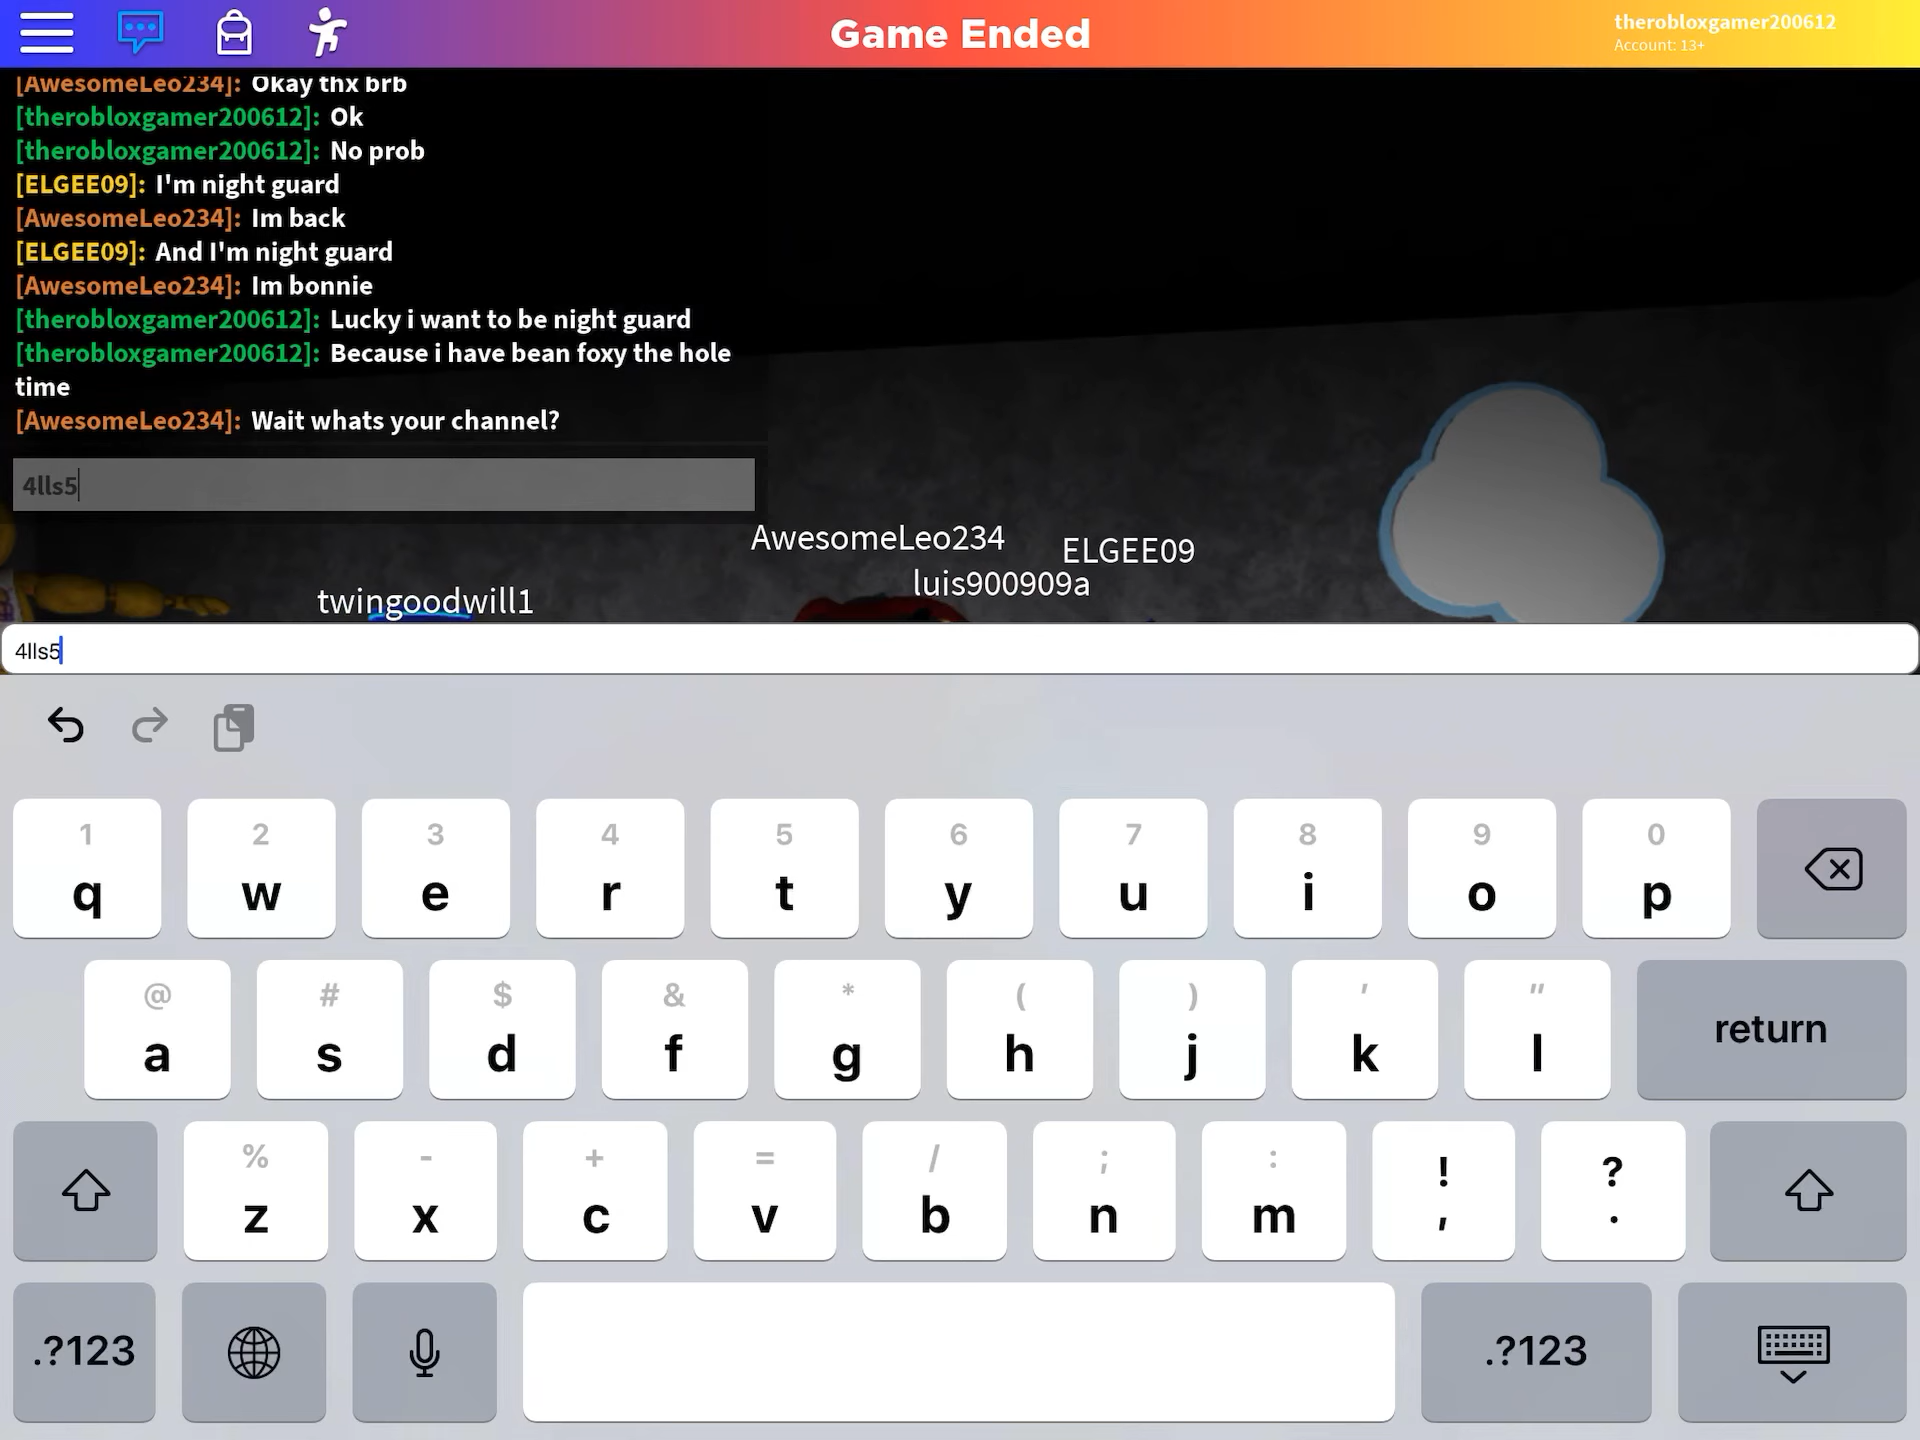 Game Ended
therobloxgamer200612
Account: 13+
[AwesomeLeo234]: Okay thx brb
[therobloxgamer200612]: Ok
[therobloxgamer200612]: No prob
[ELGEE09]: I'm night guard
[AwesomeLeo234]: Im back
[ELGEE09]: And I'm night guard
[AwesomeLeo234]: Im bonnie
[therobloxgamer200612]: Lucky i want to be night guard
[therobloxgamer200612]: Because i have bean foxy the hole
time
[AwesomeLeo234]: Wait whats your channel?
4lls5
AwesomeLeo234
ELGEE09
luis900909a
twingoodwill1
4lls5
1 2 3 4 5 6 7 8 9 0
q w e r t y u i o p
@ # $ & * ( ) ' "
a s d f g h j k l return
% - + = / ; : ! ?
z x c v b n m , .
.?123 .?123